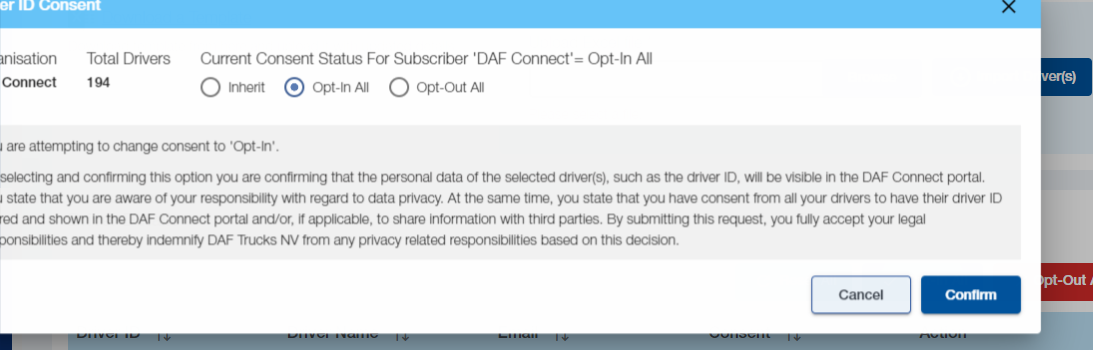 er ID Consent
anisation Total Drivers Current Consent Status For Subscriber 'DAF Connect'= Opt-In All
Connect 194 Inherit Opt-In All Opt-Out All
ver(s)
u are attempting to change consent to 'Opt-In'.
selecting and confirming this option you are confirming that the personal data of the selected driver(s), such as the driver ID, will be visible in the DAF Connect portal.
u state that you are aware of your responsibility with regard to data privacy. At the same time, you state that you have consent from all your drivers to have their driver ID
red and shown in the DAF Connect portal and/or, if applicable, to share information with third parties. By submitting this request, you fully accept your legal
ponsibilities and thereby indemnify DAF Trucks NV from any privacy related responsibilities based on this decision.
Cancel Confirm
pt-Out A
Driver ID Driver Name Email Consent Action